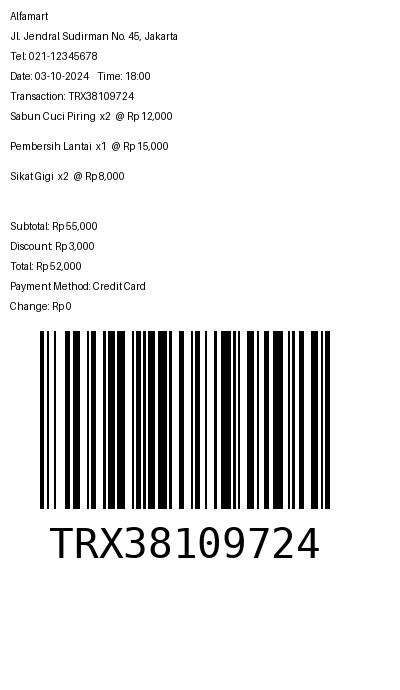 Alfamart
Jl. Jendral Sudirman No. 45, Jakarta
Tel: 021-12345678
Date: 03-10-2024 Time: 18:00
Transaction: TRX38109724
Sabun Cuci Piring x2 @ Rp 12,000
Pembersih Lantai x1 @ Rp 15,000
Sikat Gigi x2 @ Rp 8,000
Subtotal: Rp 55,000
Discount: Rp 3,000
Total: Rp 52,000
Payment Method: Credit Card
Change: Rp 0
TRX38109724